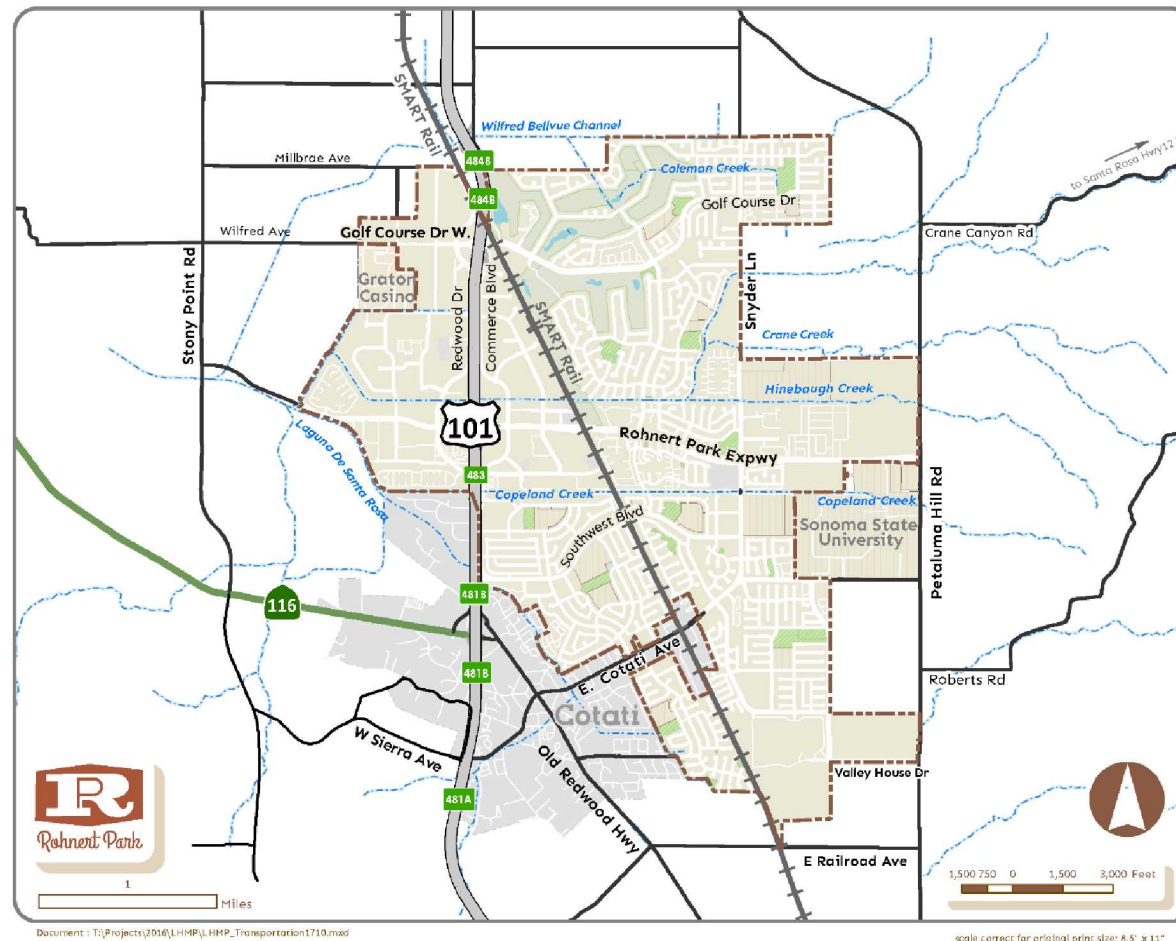 SMART Rail
Wilfred Bellvue Channel
Millbrae Ave
484B
Coleman Creek
to Santa Rosa Hwy12
484B
Golf Course Dr
Wilfred Ave
Golf Course Dr W.
Crane Canyon Rd
Stony Point Rd
Graton
Casino
Redwood Dr
Commerce Blvd
SMART Rail
Snyder Ln
Crane Creek
Hinebaugh Creek
101
Rohnert Park Expwy
Laguna De Santa Rosa
483
Copeland Creek
Copeland Creek
Petaluma Hill Rd
Southwest Blvd
Sonoma State
University
116
481B
E. Cotati Ave
481B
Roberts Rd
Cotati
W Sierra Ave
Old Redwood Hwy
Valley House Dr
481A
R
Rohnert Park
E Railroad Ave
1
Miles
1,500 750 0 1,500 3,000 Feet
Document : T:\Projects\2016\LHMP\LHMP_Transportation1710.mxd
scale correct for original print size: 8.5" x 11"